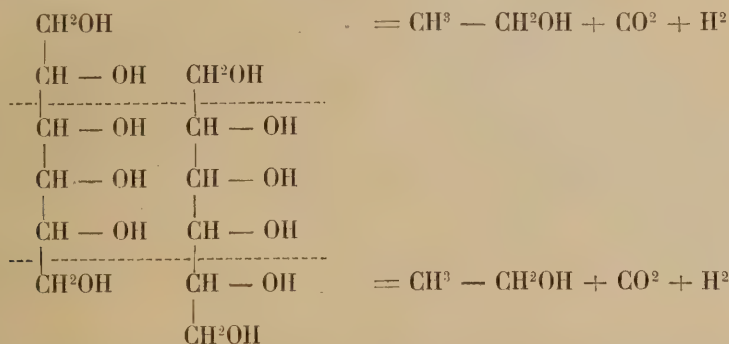 CH²OH = CH³ — CH²OH + CO² + H²
CH — OH CH²OH
CH — OH CH — OH
CH — OH CH — OH
CH — OH CH — OH
CH²OH CH — OH = CH³ — CH²OH + CO² + H²
CH²OH